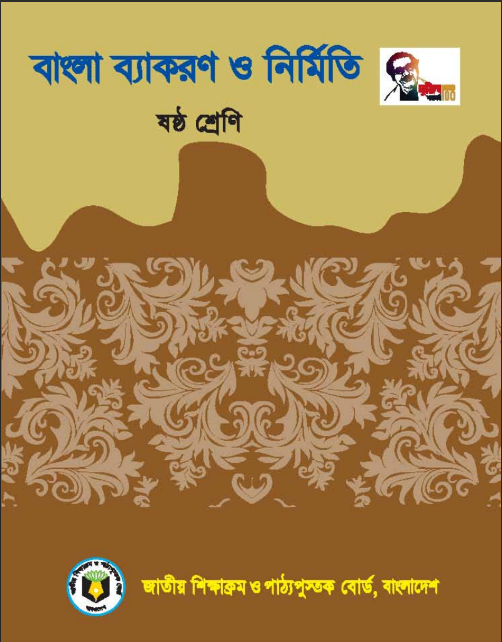 বাংলা ব্যাকরণ ও নির্মিতি
ষষ্ঠ শ্রেণি
জাতীয় শিক্ষাক্রম ও পাঠ্যপুস্তক বোর্ড, বাংলাদেশ